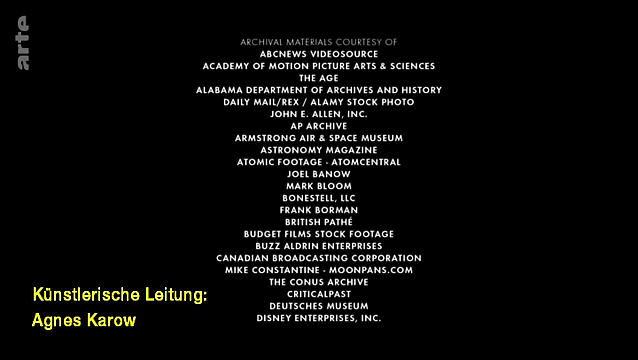 arte
ARCHIVAL MATERIALS COURTESY OF
ABCNEWS VIDEOSOURCE
ACADEMY OF MOTION PICTURE ARTS & SCIENCES
THE AGE
ALABAMA DEPARTMENT OF ARCHIVES AND HISTORY
DAILY MAIL/REX / ALAMY STOCK PHOTO
JOHN E. ALLEN, INC.
AP ARCHIVE
ARMSTRONG AIR & SPACE MUSEUM
ASTRONOMY MAGAZINE
ATOMIC FOOTAGE - ATOMCENTRAL
JOEL BANOW
MARK BLOOM
BONESTELL, LLC
FRANK BORMAN
BRITISH PATHÉ
BUDGET FILMS STOCK FOOTAGE
BUZZ ALDRIN ENTERPRISES
CANADIAN BROADCASTING CORPORATION
MIKE CONSTANTINE - MOONPANS.COM
THE CONUS ARCHIVE
CRITICALPAST
DEUTSCHES MUSEUM
DISNEY ENTERPRISES, INC.
Künstlerische Leitung:
Agnes Karow